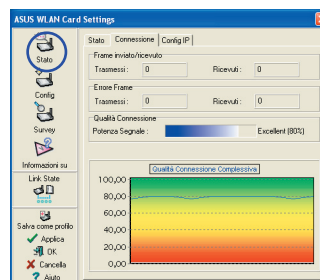 ASUS WLAN Card Settings
Stato
Config
Survey
Informazioni su
Link State
Salva come profilo
Applica
OK
Cancella
Aiuto
Stato Connessione Config IP
Frame inviato/ricevuto
Trasmessi : 0 Ricevuti : 0
Errore Frame
Trasmessi : 0 Ricevuti : 0
Qualità Connessione
Potenza Segnale : Excellent (80%)
Qualità Connessione Complessiva
100,00
80,00
60,00
40,00
20,00
0,00